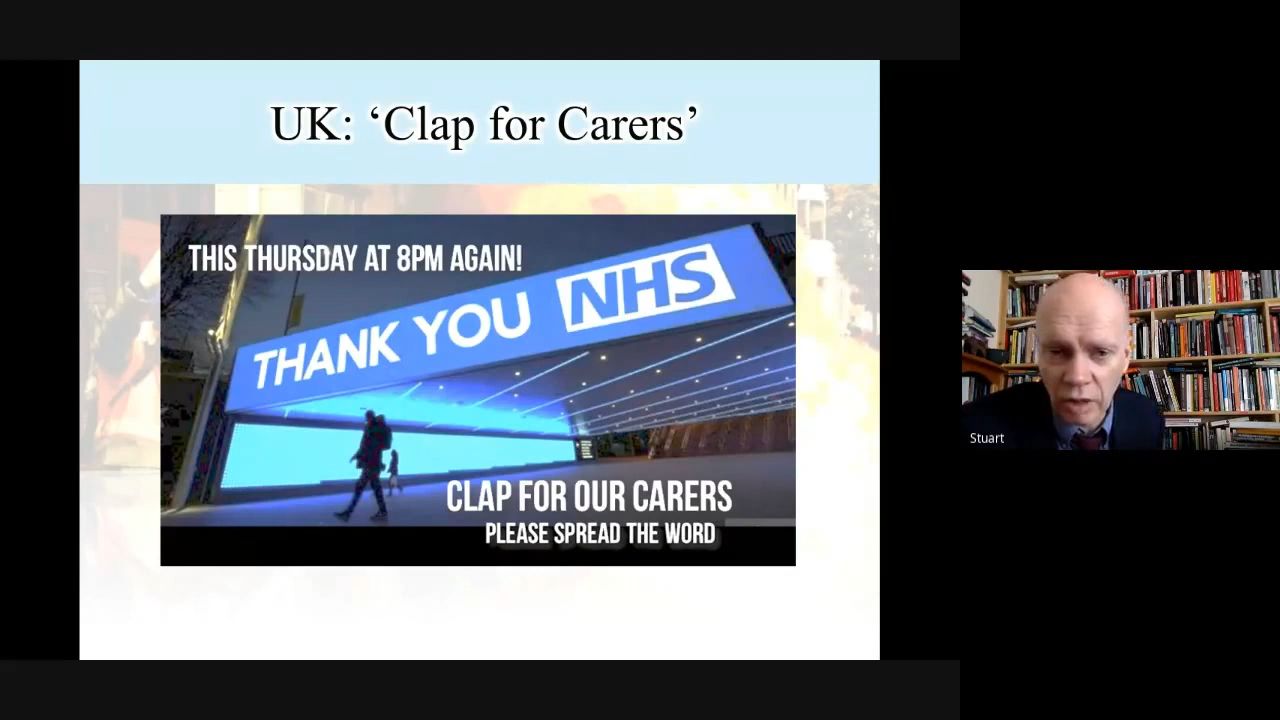 UK: ‘Clap for Carers’
THIS THURSDAY AT 8PM AGAIN!
THANK YOU NHS
CLAP FOR OUR CARERS
PLEASE SPREAD THE WORD
Stuart